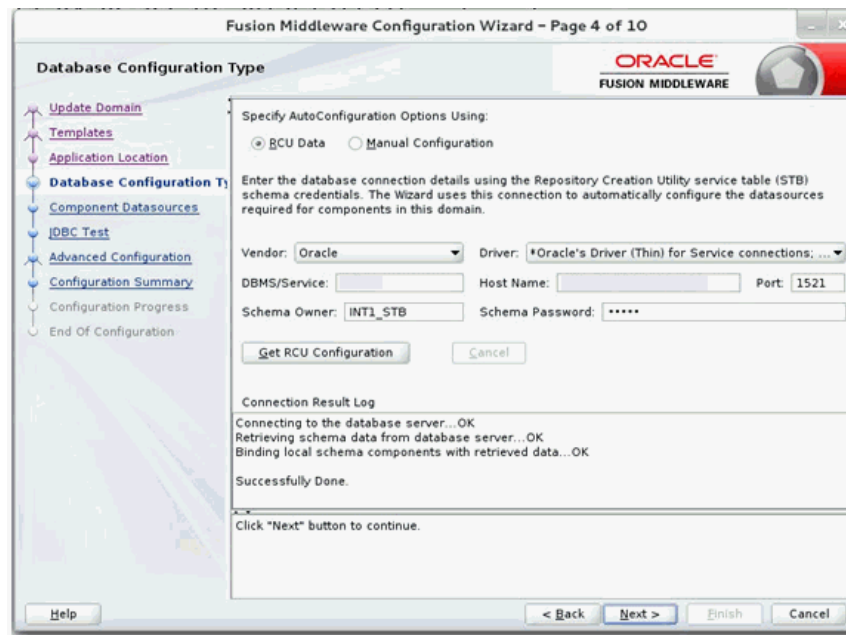 Fusion Middleware Configuration Wizard – Page 4 of 10
Database Configuration Type
ORACLE
FUSION MIDDLEWARE
Update Domain
Templates
Application Location
Database Configuration Ty
Component Datasources
JDBC Test
Advanced Configuration
Configuration Summary
Configuration Progress
End Of Configuration
Specify AutoConfiguration Options Using:
RCU Data Manual Configuration
Enter the database connection details using the Repository Creation Utility service table (STB)
schema credentials. The Wizard uses this connection to automatically configure the datasources
required for components in this domain.
Vendor: Oracle Driver: *Oracle's Driver (Thin) for Service connections; ...
DBMS/Service: Host Name: Port: 1521
Schema Owner: INT1_STB Schema Password: •••••
Get RCU Configuration Cancel
Connection Result Log
Connecting to the database server...OK
Retrieving schema data from database server...OK
Binding local schema components with retrieved data...OK
Successfully Done.
Click "Next" button to continue.
Help < Back Next > Finish Cancel